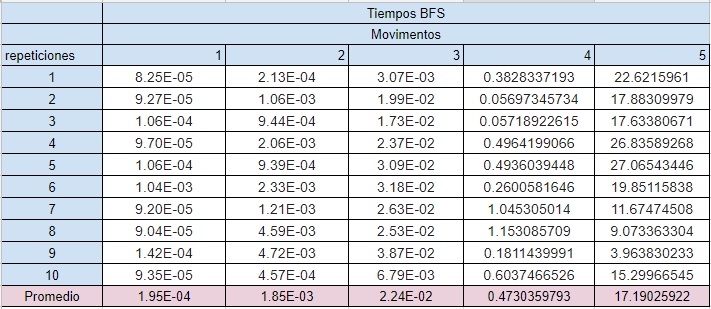 Tiempos BFS
Movimentos
repeticiones 1 2 3 4 5
1 8.25E-05 2.13E-04 3.07E-03 0.3828337193 22.6215961
2 9.27E-05 1.06E-03 1.99E-02 0.05697345734 17.88309979
3 1.06E-04 9.44E-04 1.73E-02 0.05718922615 17.63380671
4 9.70E-05 2.06E-03 2.37E-02 0.4964199066 26.83589268
5 1.06E-04 9.39E-04 3.09E-02 0.4936039448 27.06543446
6 1.04E-03 2.33E-03 3.18E-02 0.2600581646 19.85115838
7 9.20E-05 1.21E-03 2.63E-02 1.045305014 11.67474508
8 9.04E-05 4.59E-03 2.53E-02 1.153085709 9.073363304
9 1.42E-04 4.72E-03 3.87E-02 0.1811439991 3.963830233
10 9.35E-05 4.57E-04 6.79E-03 0.6037466526 15.29966545
Promedio 1.95E-04 1.85E-03 2.24E-02 0.4730359793 17.19025922